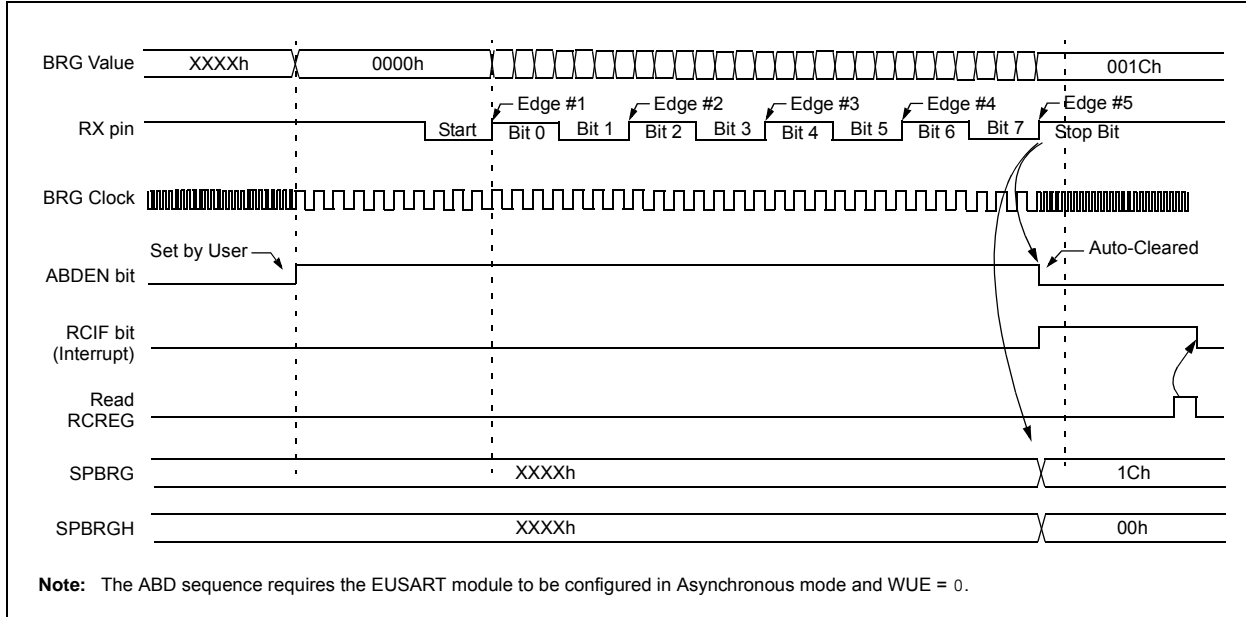 BRG Value XXXXh 0000h 001Ch
Edge #1 Edge #2 Edge #3 Edge #4 Edge #5
RX pin Start Bit 0 Bit 1 Bit 2 Bit 3 Bit 4 Bit 5 Bit 6 Bit 7 Stop Bit
BRG Clock
Set by User Auto-Cleared
ABDEN bit
RCIF bit
(Interrupt)
Read
RCREG
SPBRG XXXXh 1Ch
SPBRGH XXXXh 00h
Note: The ABD sequence requires the EUSART module to be configured in Asynchronous mode and WUE = 0.